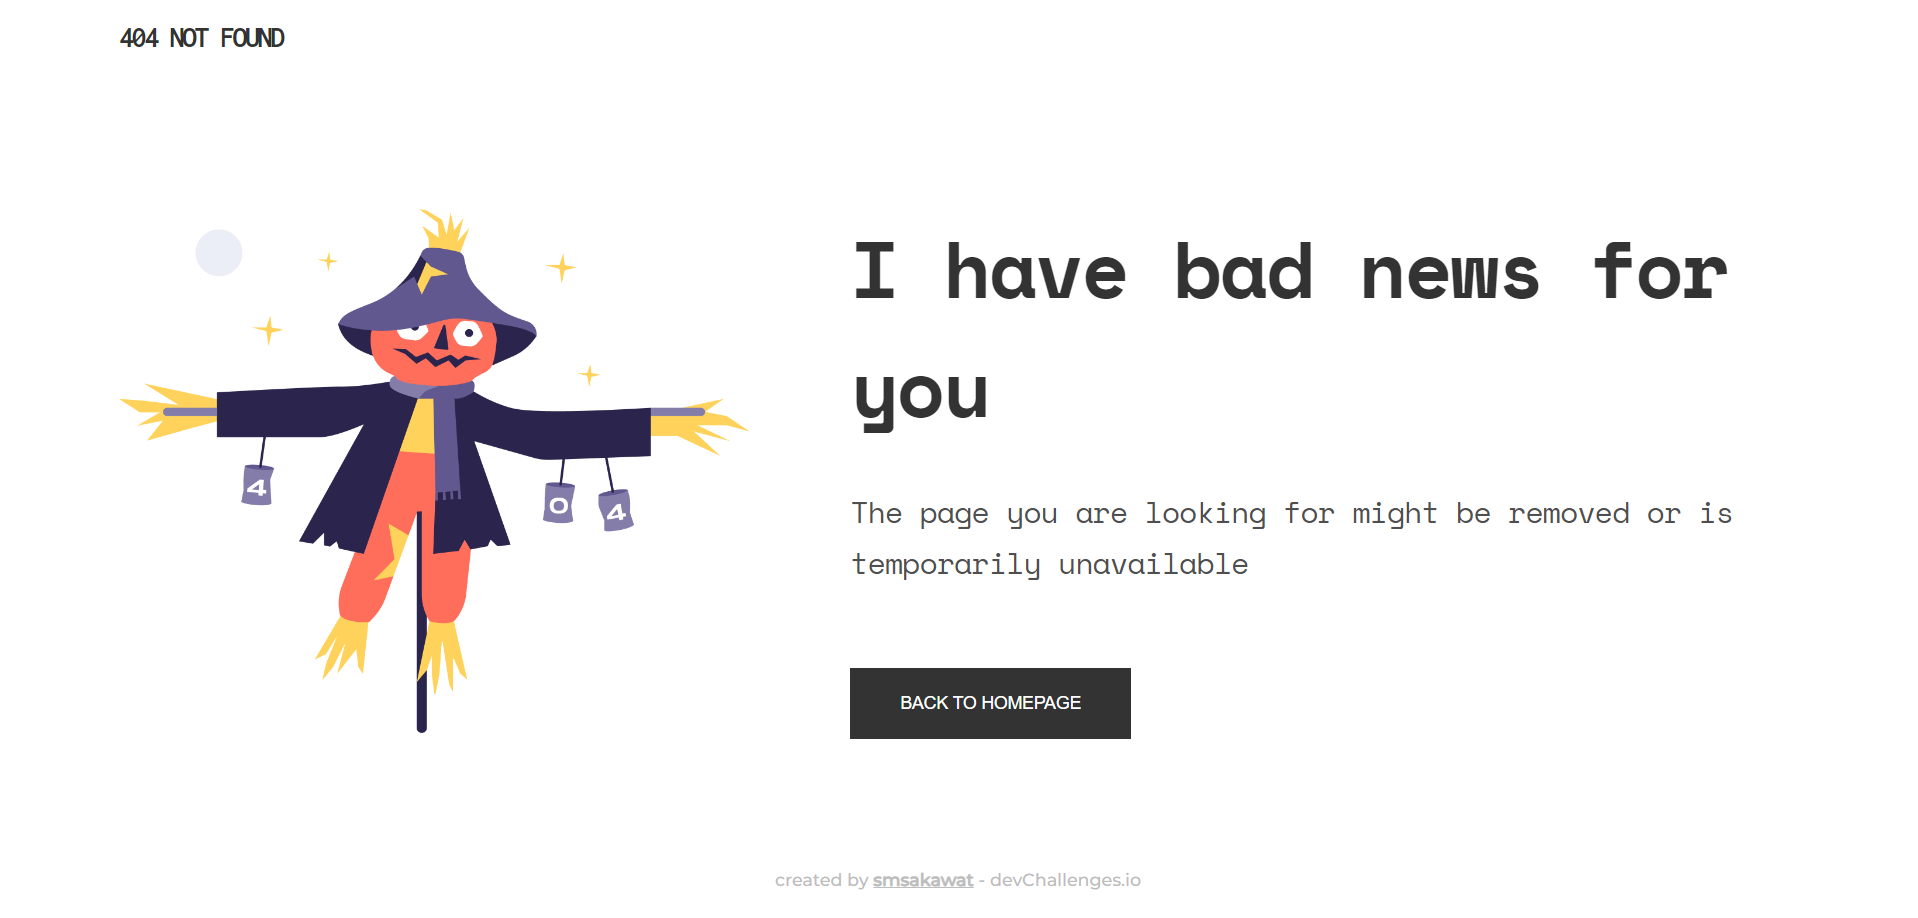 404 NOT FOUND
I have bad news for
you
The page you are looking for might be removed or is
temporarily unavailable
4
0
4
BACK TO HOMEPAGE
created by smsakawat - devChallenges.io